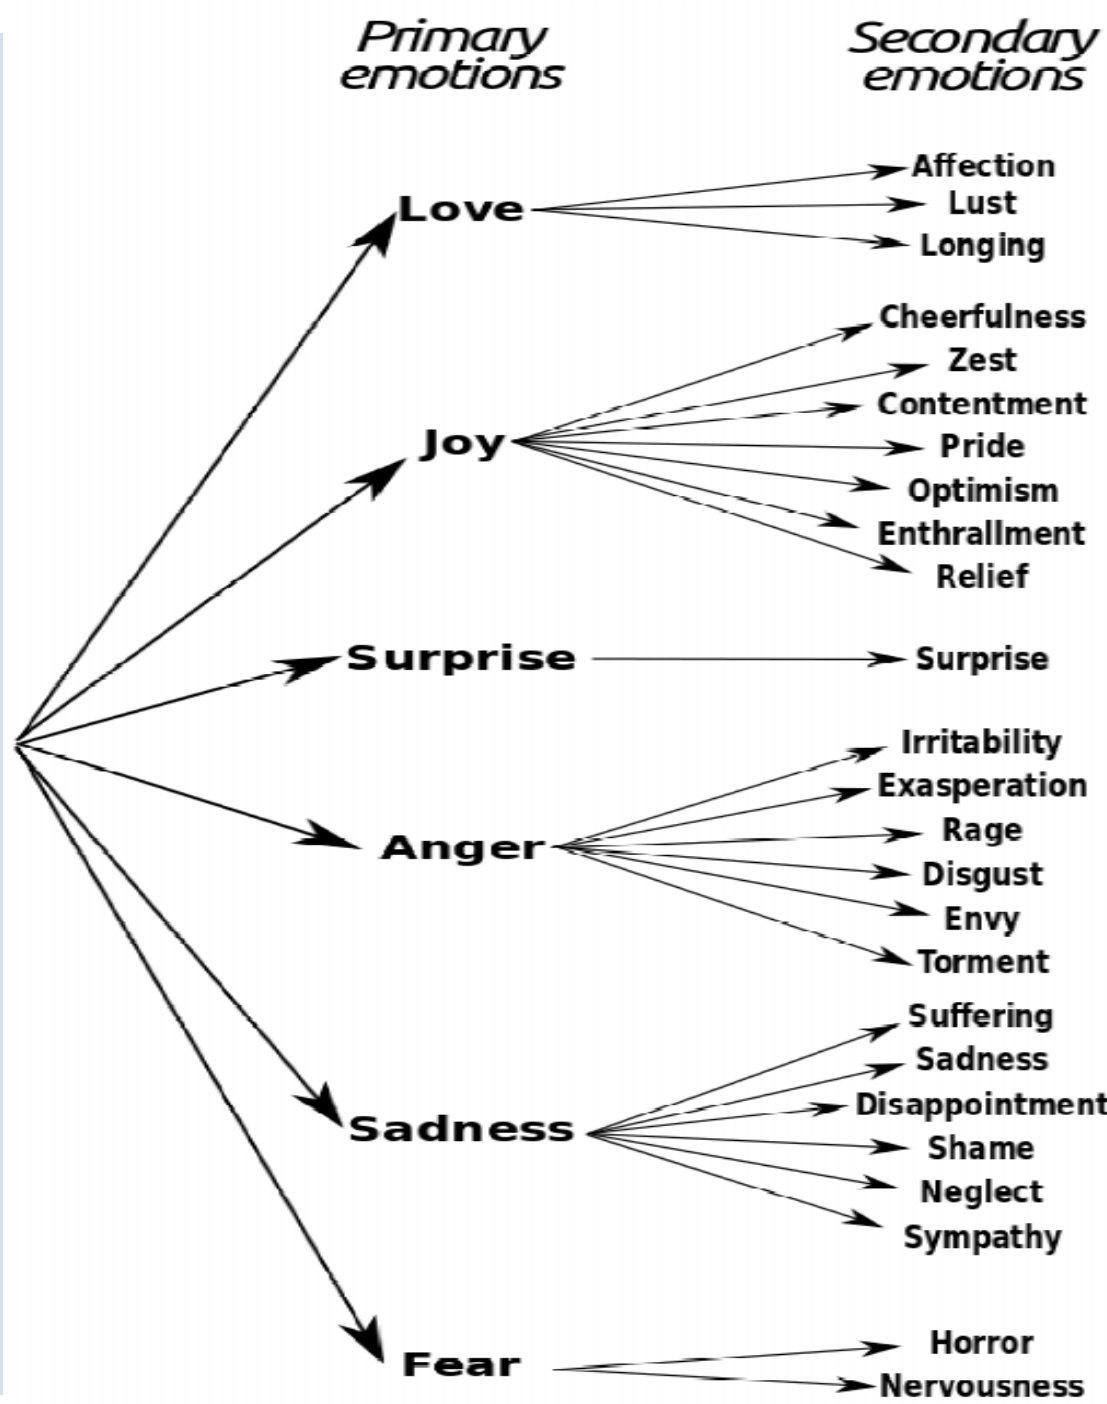 Primary
emotions
Secondary
emotions
Love
Affection
Lust
Longing
Joy
Cheerfulness
Zest
Contentment
Pride
Optimism
Enthrallment
Relief
Surprise
Surprise
Anger
Irritability
Exasperation
Rage
Disgust
Envy
Torment
Sadness
Suffering
Sadness
Disappointment
Shame
Neglect
Sympathy
Fear
Horror
Nervousness